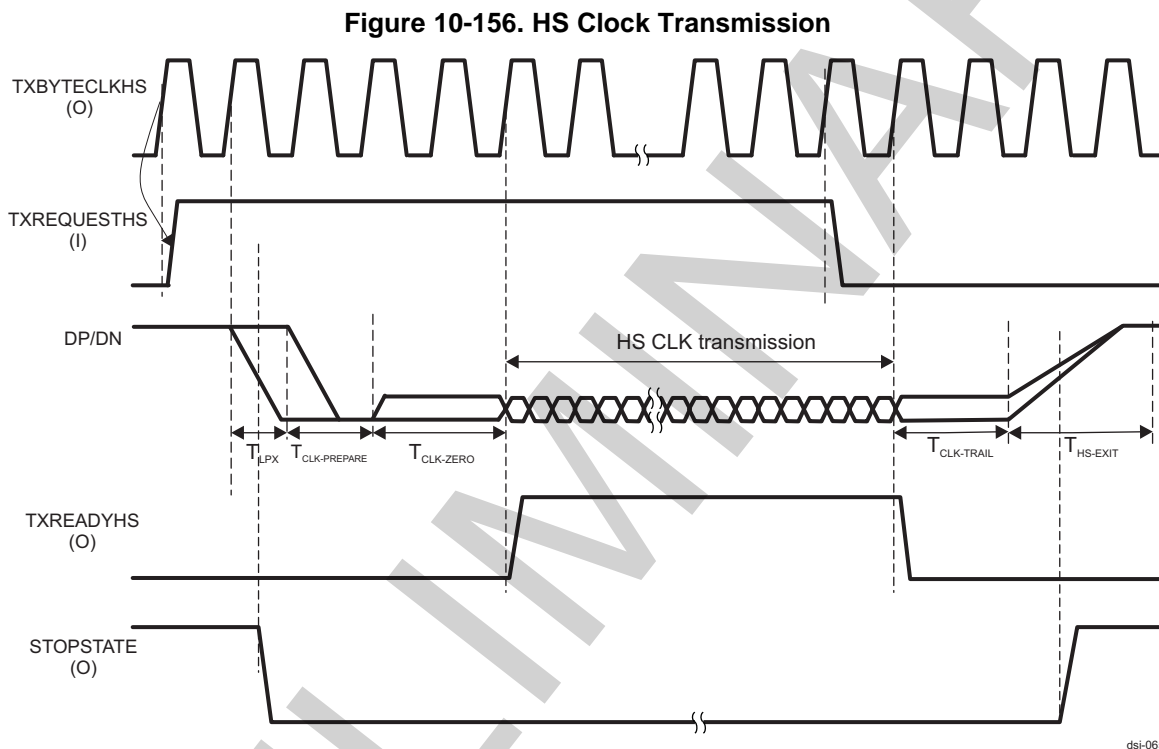 Figure 10-156. HS Clock Transmission
TXBYTECLKHS
(O)
TXREQUESTHS
(I)
DP/DN
HS CLK transmission
TLPX
TCLK-PREPARE
TCLK-ZERO
TCLK-TRAIL
THS-EXIT
TXREADYHS
(O)
STOPSTATE
(O)
dsi-06